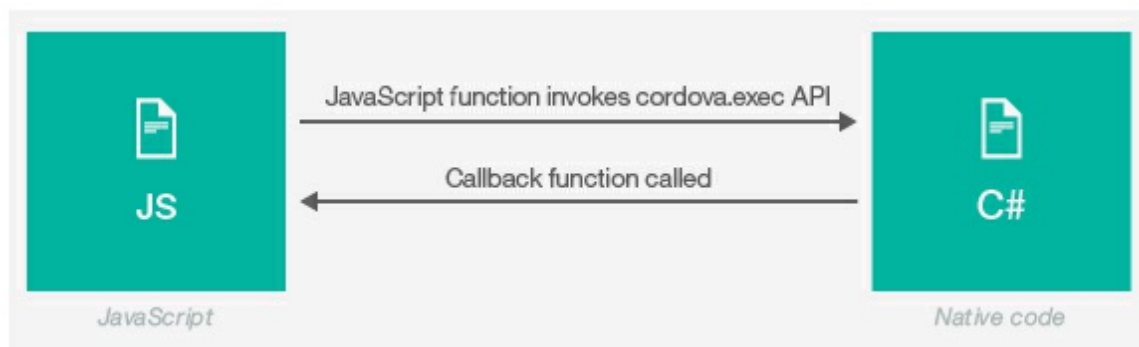 JavaScript function invokes cordova.exec API
Callback function called
JS
C#
JavaScript
Native code